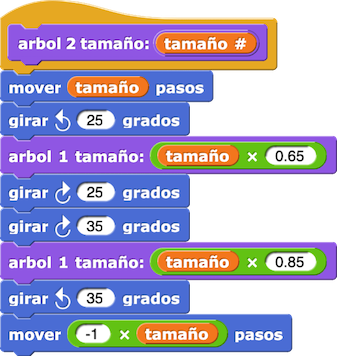 arbol 2 tamaño: tamaño #
mover tamaño pasos
girar ↺ 25 grados
arbol 1 tamaño: tamaño × 0.65
girar ↻ 25 grados
girar ↻ 35 grados
arbol 1 tamaño: tamaño × 0.85
girar ↺ 35 grados
mover -1 × tamaño pasos